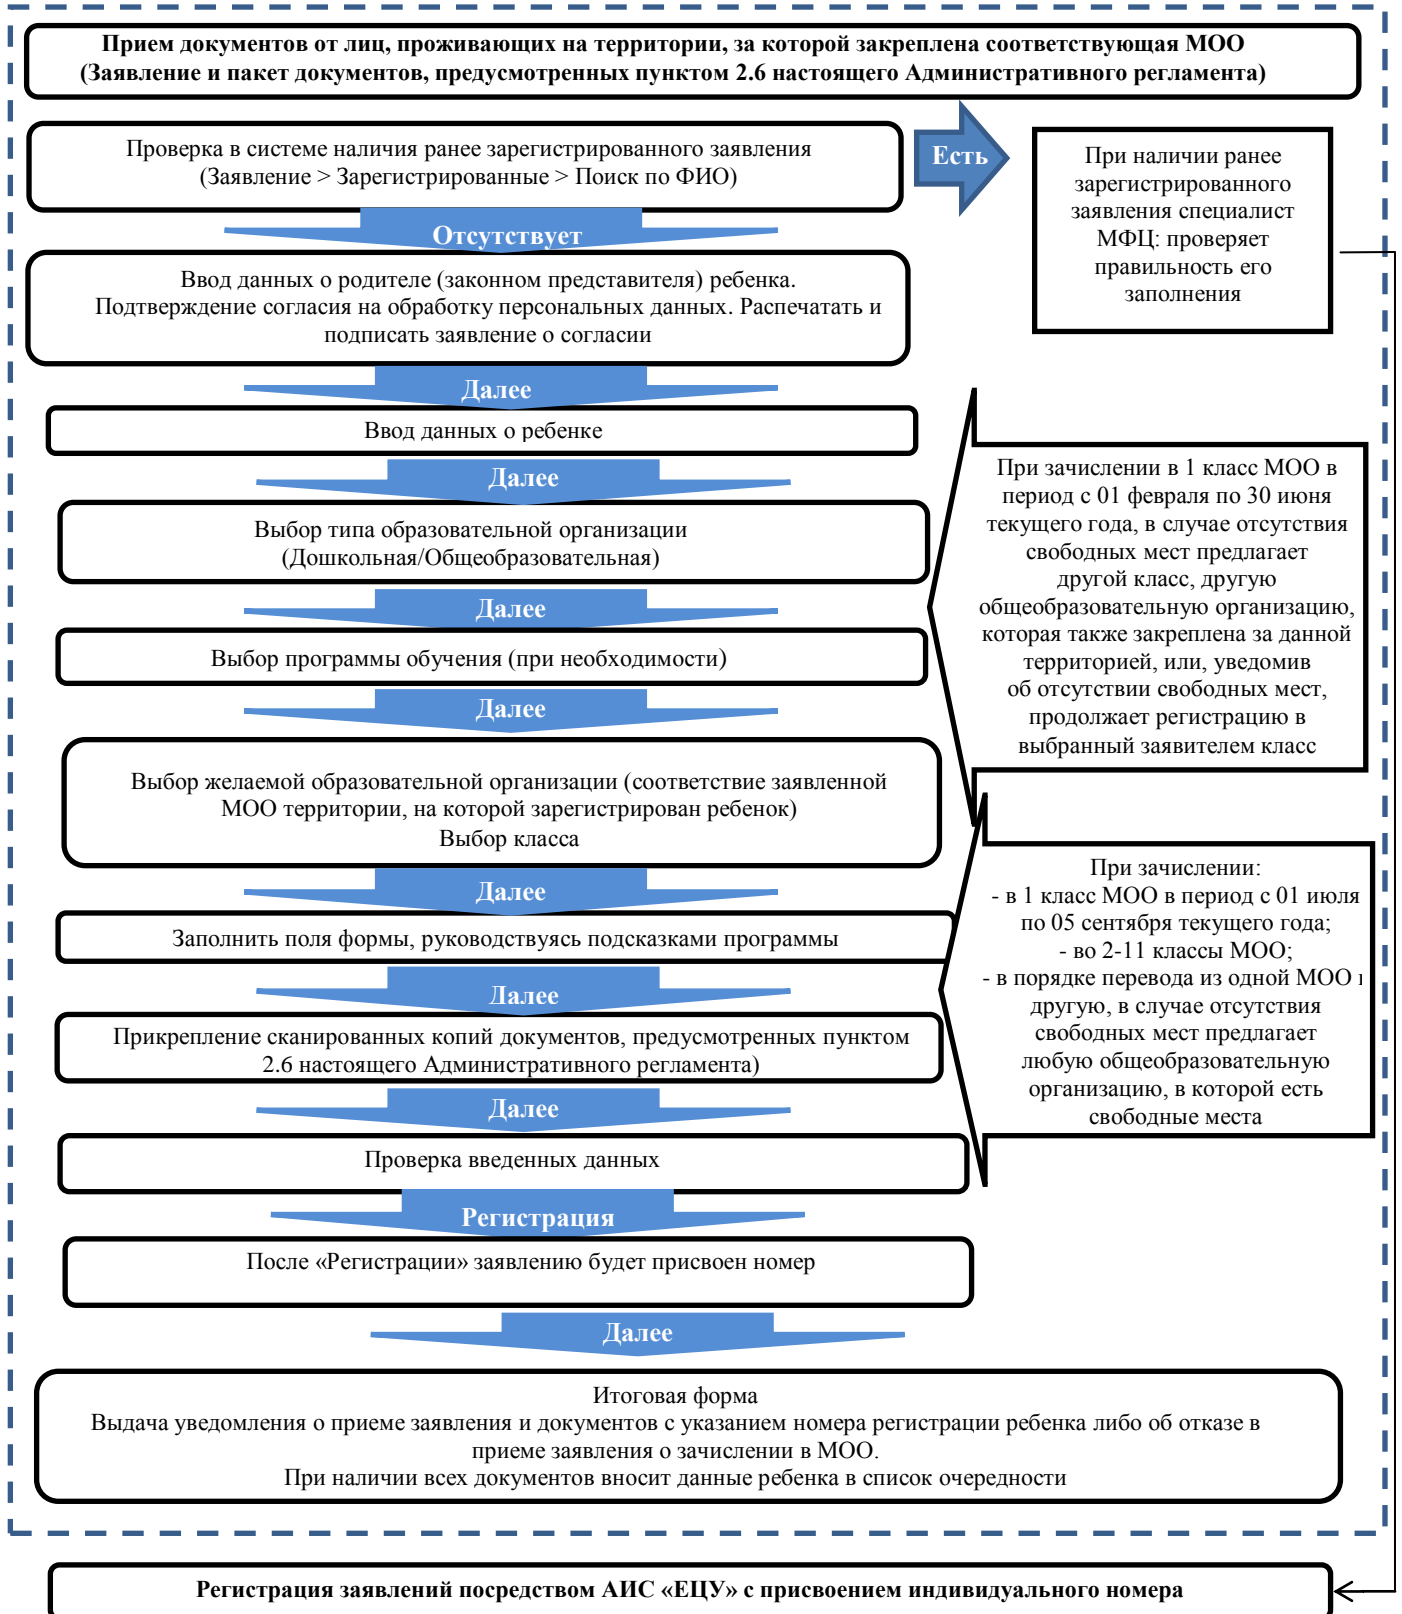 Прием документов от лиц, проживающих на территории, за которой закреплена соответствующая МОО
(Заявление и пакет документов, предусмотренных пунктом 2.6 настоящего Административного регламента)
Проверка в системе наличия ранее зарегистрированного заявления
(Заявление > Зарегистрированные > Поиск по ФИО)
Есть
При наличии ранее
зарегистрированного
заявления специалист
МФЦ: проверяет
правильность его
заполнения
Отсутствует
Ввод данных о родителе (законном представителя) ребенка.
Подтверждение согласия на обработку персональных данных. Распечатать и
подписать заявление о согласии
Далее
Ввод данных о ребенке
Далее
Выбор типа образовательной организации
(Дошкольная/Общеобразовательная)
Далее
Выбор программы обучения (при необходимости)
Далее
При зачислении в 1 класс МОО в
период с 01 февраля по 30 июня
текущего года, в случае отсутствия
свободных мест предлагает
другой класс, другую
общеобразовательную организацию,
которая также закреплена за данной
территорией, или, уведомив
об отсутствии свободных мест,
продолжает регистрацию в
выбранный заявителем класс
Выбор желаемой образовательной организации (соответствие заявленной
МОО территории, на которой зарегистрирован ребенок)
Выбор класса
Далее
Заполнить поля формы, руководствуясь подсказками программы
Далее
Прикрепление сканированных копий документов, предусмотренных пунктом
2.6 настоящего Административного регламента)
Далее
При зачислении:
- в 1 класс МОО в период с 01 июля
по 05 сентября текущего года;
- во 2-11 классы МОО;
- в порядке перевода из одной МОО
другую, в случае отсутствия
свободных мест предлагает
любую общеобразовательную
организацию, в которой есть
свободные места
Проверка введенных данных
Регистрация
После «Регистрации» заявлению будет присвоен номер
Далее
Итоговая форма
Выдача уведомления о приеме заявления и документов с указанием номера регистрации ребенка либо об отказе в
приеме заявления о зачислении в МОО.
При наличии всех документов вносит данные ребенка в список очередности
Регистрация заявлений посредством АИС «ЕЦУ» с присвоением индивидуального номера